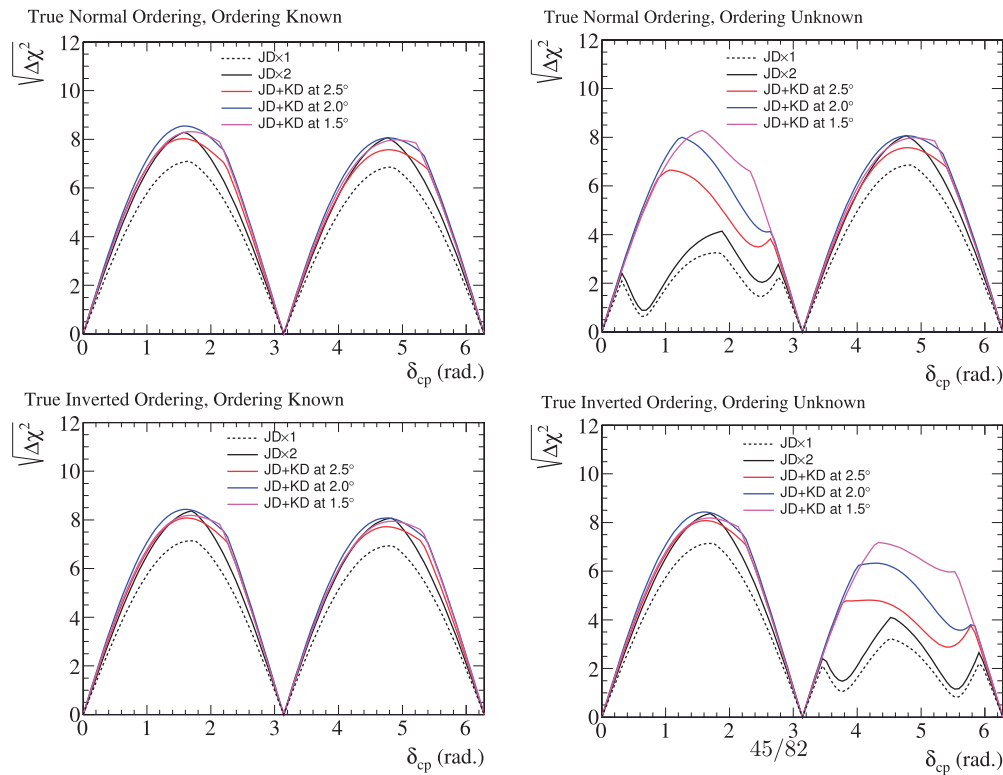 True Normal Ordering, Ordering Known
√Δχ²
12
10
8
6
4
2
0
JD×1
JD×2
JD+KD at 2.5°
JD+KD at 2.0°
JD+KD at 1.5°
0 1 2 3 4 5 6
δcp (rad.)
True Normal Ordering, Ordering Unknown
√Δχ²
12
10
8
6
4
2
0
JD×1
JD×2
JD+KD at 2.5°
JD+KD at 2.0°
JD+KD at 1.5°
0 1 2 3 4 5 6
δcp (rad.)
True Inverted Ordering, Ordering Known
√Δχ²
12
10
8
6
4
2
0
JD×1
JD×2
JD+KD at 2.5°
JD+KD at 2.0°
JD+KD at 1.5°
0 1 2 3 4 5 6
δcp (rad.)
True Inverted Ordering, Ordering Unknown
√Δχ²
12
10
8
6
4
2
0
JD×1
JD×2
JD+KD at 2.5°
JD+KD at 2.0°
JD+KD at 1.5°
0 1 2 3 4 5 6
45/82
δcp (rad.)